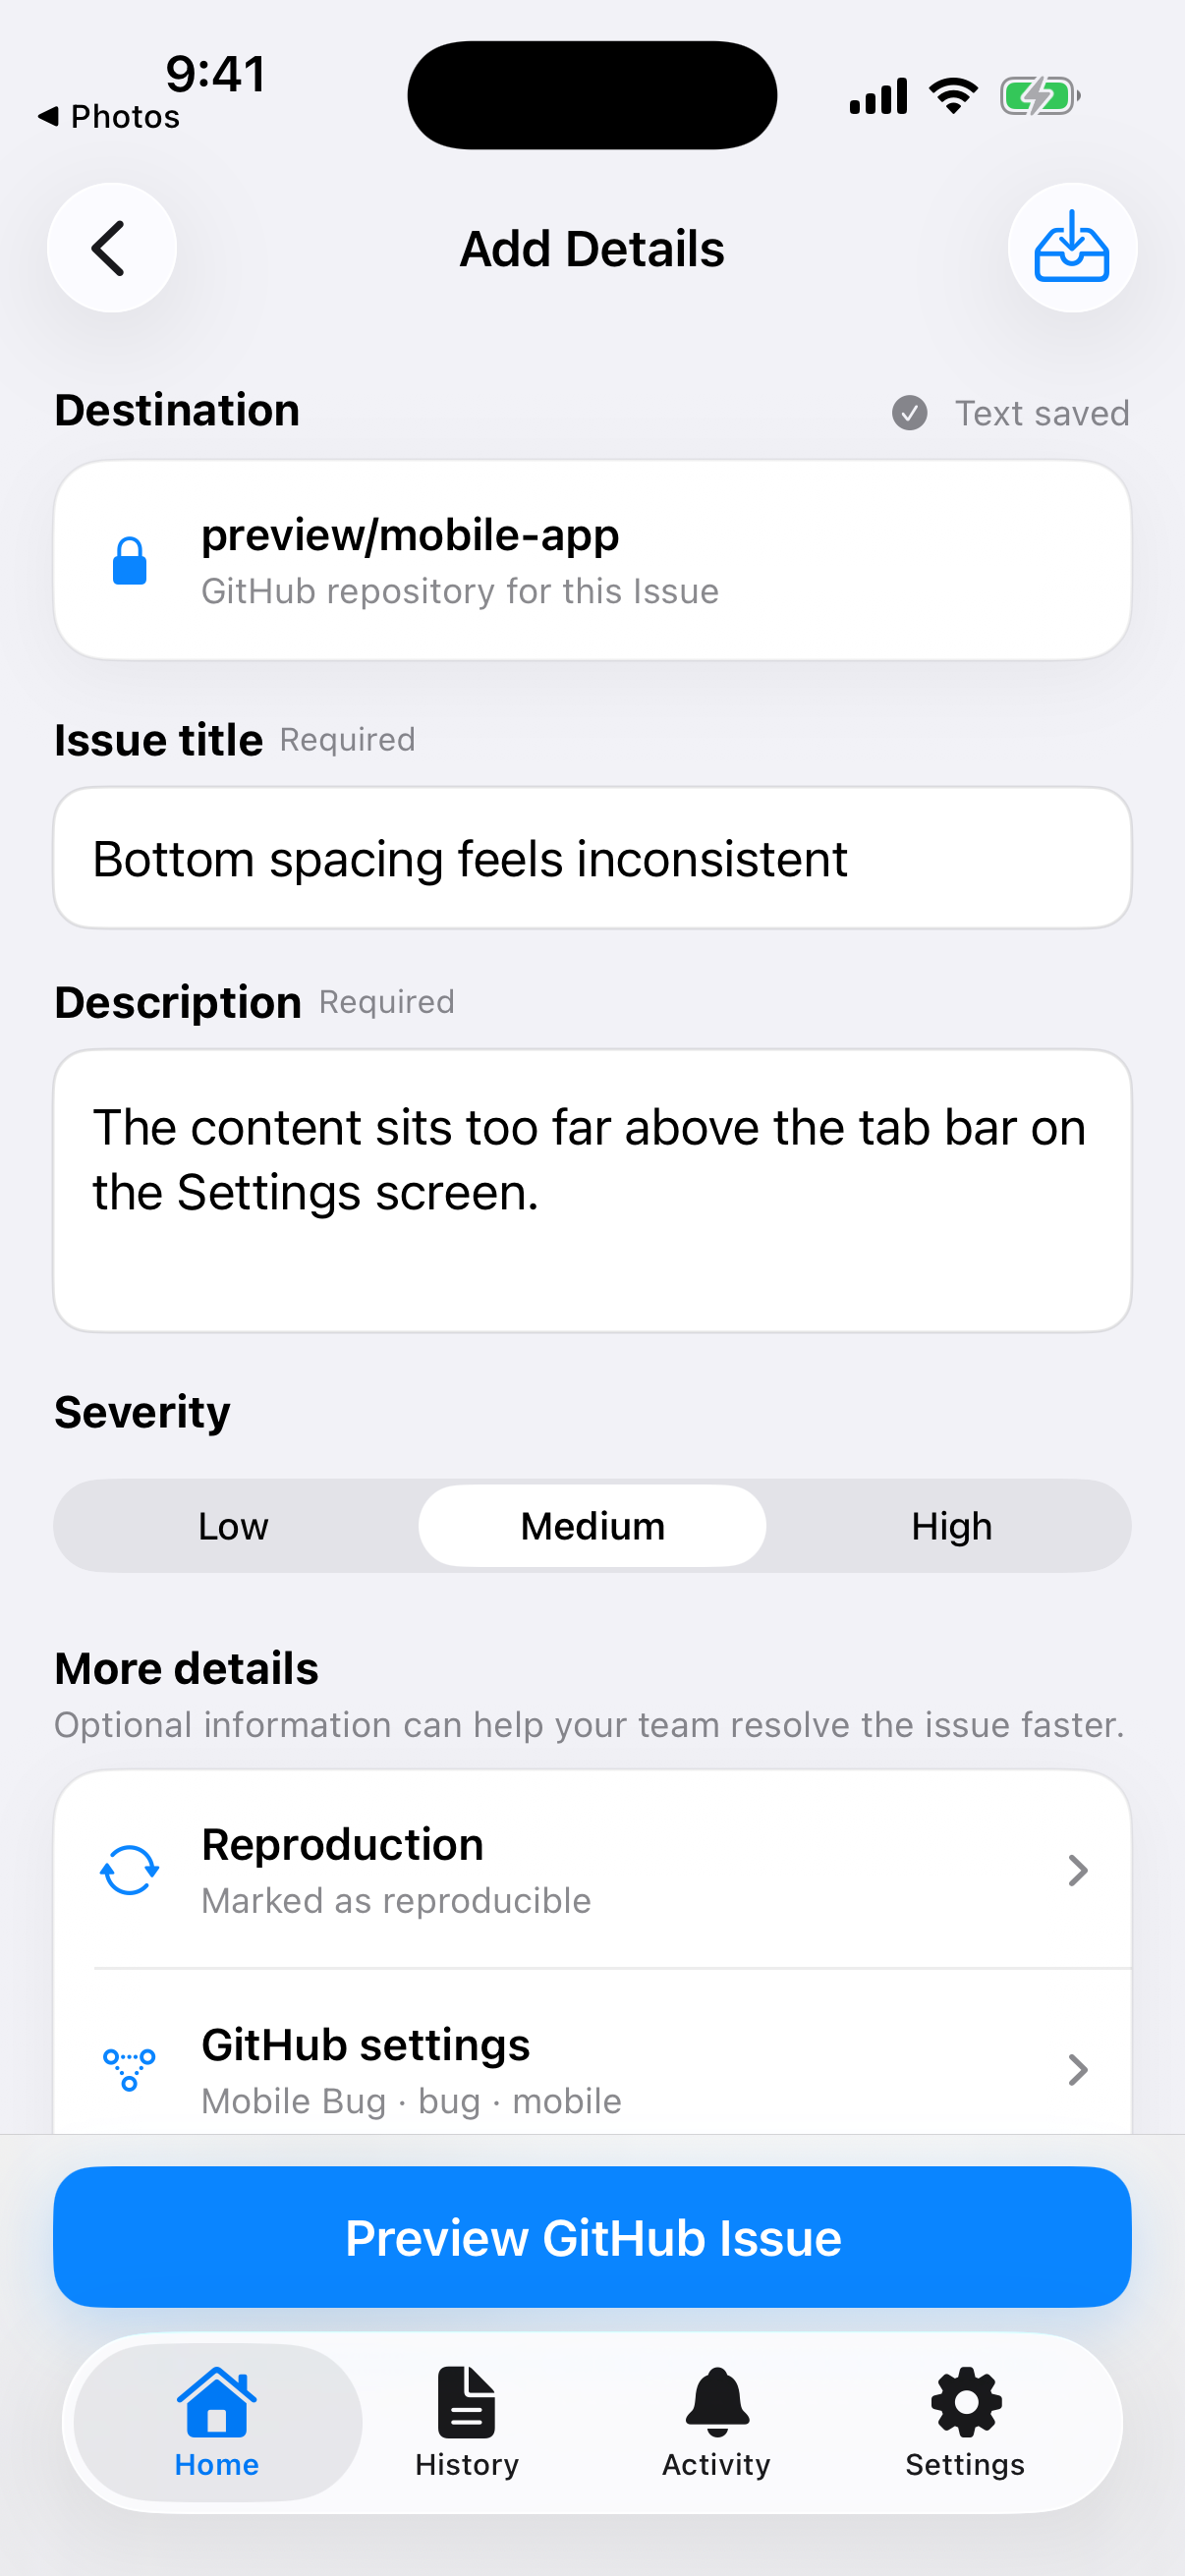 9:41
◀ Photos
Add Details
Destination
Text saved
preview/mobile-app
GitHub repository for this Issue
Issue title Required
Bottom spacing feels inconsistent
Description Required
The content sits too far above the tab bar on
the Settings screen.
Severity
Low Medium High
More details
Optional information can help your team resolve the issue faster.
Reproduction
Marked as reproducible
GitHub settings
Mobile Bug · bug · mobile
Preview GitHub Issue
Home History Activity Settings